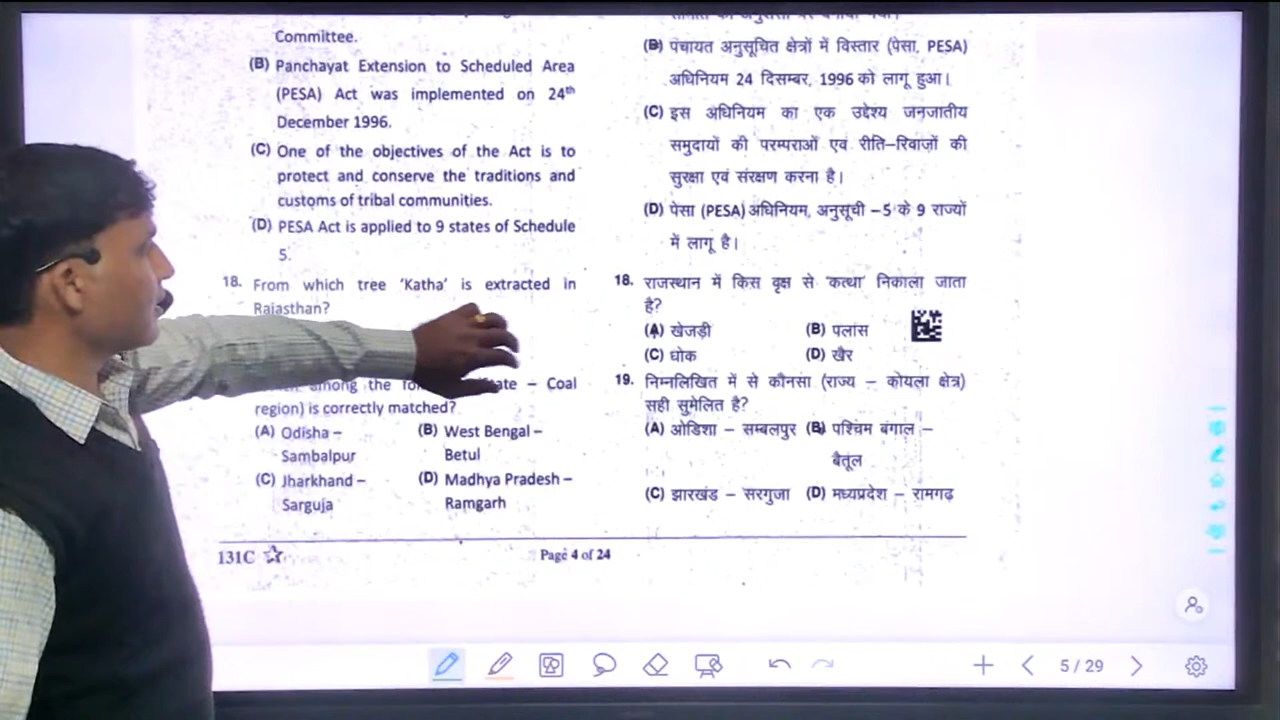 Committee.
(B) Panchayat Extension to Scheduled Area
(PESA) Act was implemented on 24th
December 1996.
(C) One of the objectives of the Act is to
protect and conserve the traditions and
customs of tribal communities.
(D) PESA Act is applied to 9 states of Schedule
5.
18. From which tree ‘Katha’ is extracted in
Rajasthan?
among the
– Coal
region) is correctly matched?
(A) Odisha – (B) West Bengal –
Sambalpur Betul
(C) Jharkhand – (D) Madhya Pradesh –
Sarguja Ramgarh
(B) पंचायत अनुसूचित क्षेत्रों में विस्तार (पेसा, PESA)
अधिनियम 24 दिसम्बर, 1996 को लागू हुआ।
(C) इस अधिनियम का एक उद्देश्य जनजातीय
समुदायों की परम्पराओं एवं रीति–रिवाज़ों की
सुरक्षा एवं संरक्षण करना है।
(D) पेसा (PESA) अधिनियम, अनुसूची –5 के 9 राज्यों
में लागू है।
18. राजस्थान में किस वृक्ष से 'कत्था' निकाला जाता
है?
(A) खेजड़ी (B) पलास
(C) धोक (D) खैर
19. निम्नलिखित में से कौनसा (राज्य – कोयला क्षेत्र)
सही सुमेलित है?
(A) ओडिशा – सम्बलपुर (B) पश्चिम बंगाल –
बैतूल
(C) झारखंड – सरगुजा (D) मध्यप्रदेश – रामगढ़
131C
Page 4 of 24
5 / 29